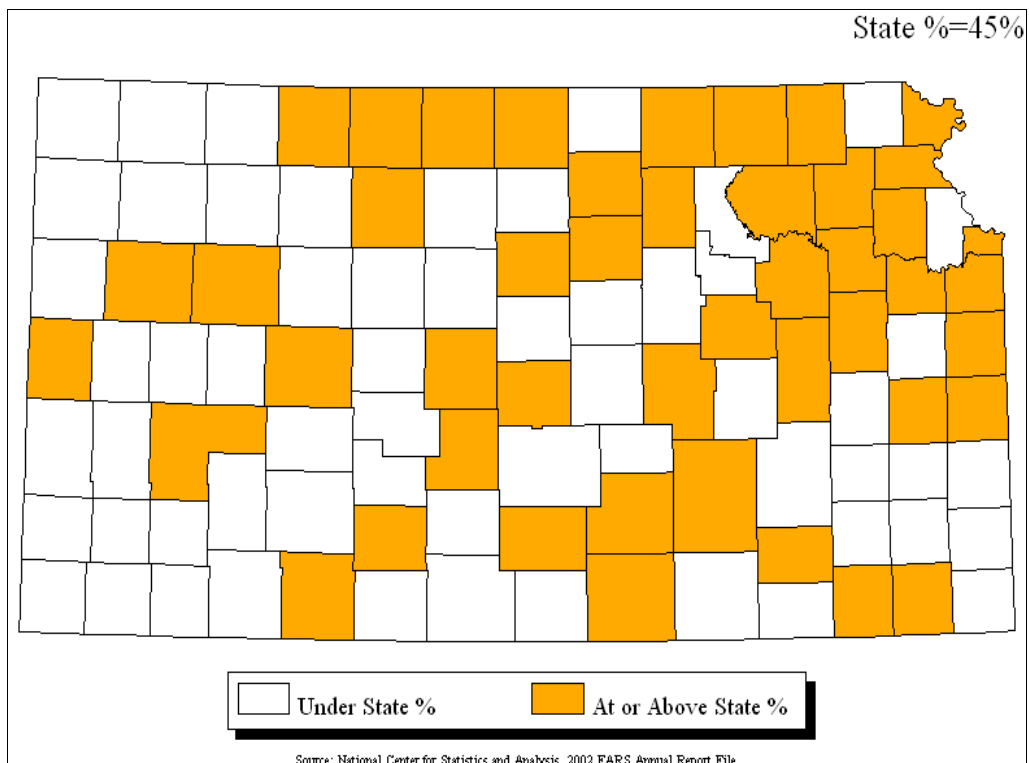 State %=45%
Under State %
At or Above State %
Source: National Center for Statistics and Analysis, 2002 FARS Annual Report File